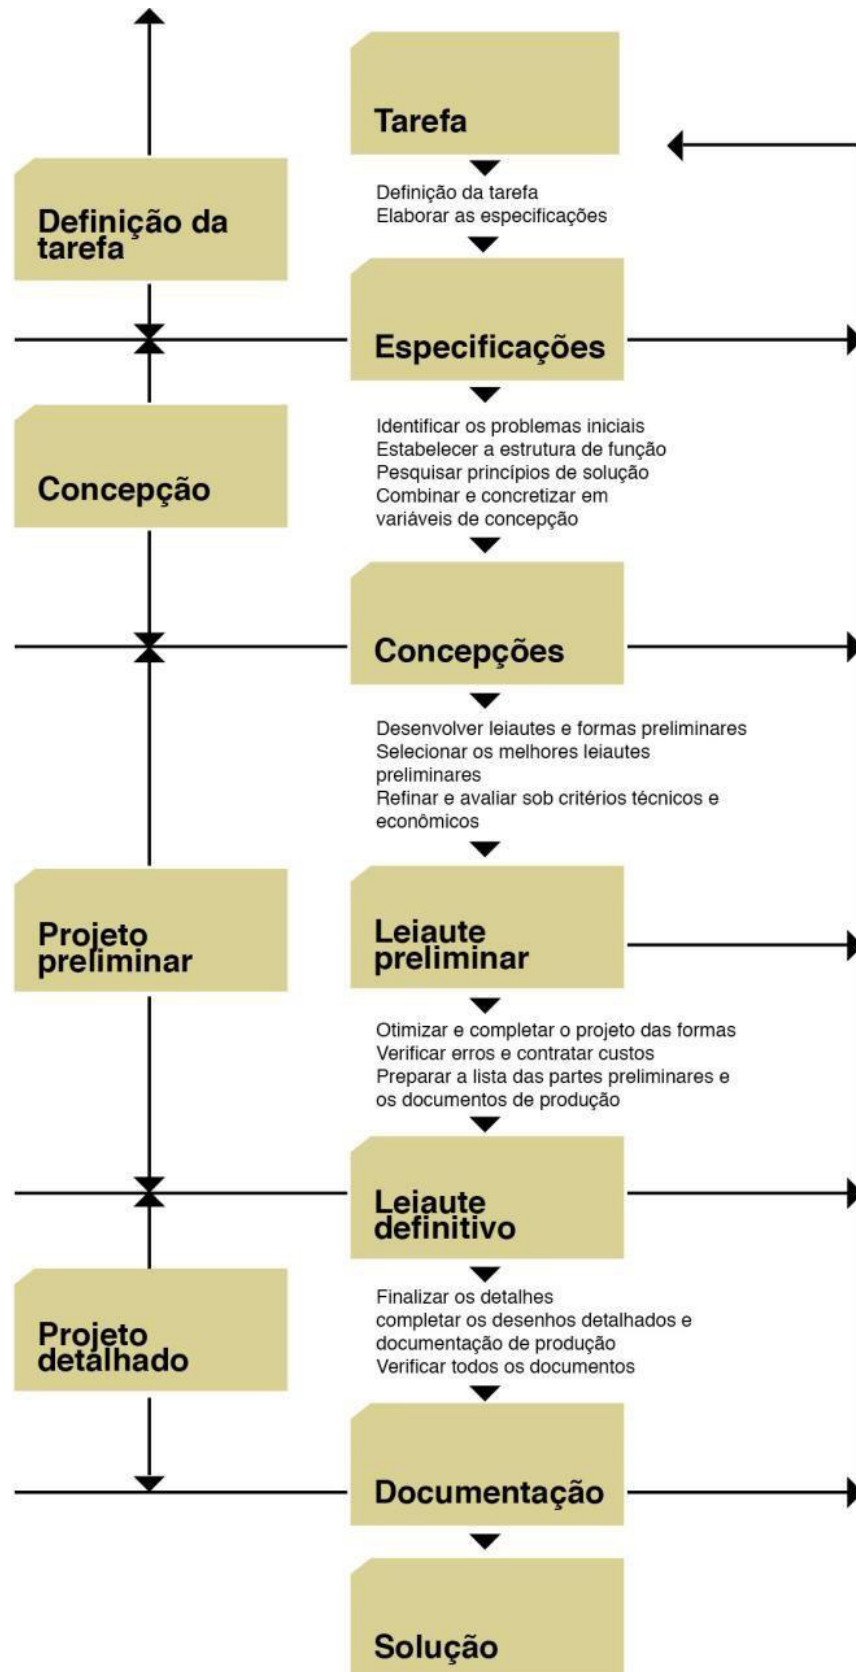 Tarefa
Definição da tarefa
Elaborar as especificações
Definição da
tarefa
Especificações
Identificar os problemas iniciais
Estabelecer a estrutura de função
Pesquisar princípios de solução
Combinar e concretizar em
variáveis de concepção
Concepção
Concepções
Desenvolver leiautes e formas preliminares
Selecionar os melhores leiautes
preliminares
Refinar e avaliar sob critérios técnicos e
econômicos
Projeto
preliminar
Leiaute
preliminar
Otimizar e completar o projeto das formas
Verificar erros e contratar custos
Preparar a lista das partes preliminares e
os documentos de produção
Leiaute
definitivo
Finalizar os detalhes
completar os desenhos detalhados e
documentação de produção
Verificar todos os documentos
Projeto
detalhado
Documentação
Solução